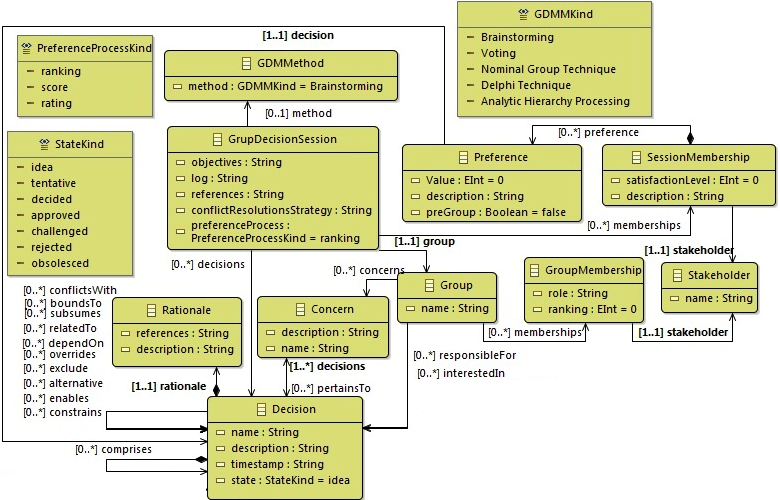 [1..1] decision
PreferenceProcessKind
ranking
score
rating
GDMMethod
method : GDMMKind = Brainstorming
GDMMKind
Brainstorming
Voting
Nominal Group Technique
Delphi Technique
Analytic Hierarchy Processing
[0..1] method
StateKind
idea
tentative
decided
approved
challenged
rejected
obsolesced
GrupDecisionSession
objectives : String
log : String
references : String
conflictResolutionsStrategy : String
preferenceProcess :
PreferenceProcessKind = ranking
[0..*] preference
Preference
Value : EInt = 0
description : String
preGroup : Boolean = false
SessionMembership
satisfactionLevel : EInt = 0
description : String
[0..*] memberships
[1..1] group
[1..1] stakeholder
[0..*] decisions
[0..*] concerns
Group
name : String
GroupMembership
role : String
ranking : EInt = 0
Stakeholder
name : String
[0..*] memberships
[1..1] stakeholder
[0..*] responsibleFor
[0..*] interestedIn
[0..*] conflictsWith
[0..*] boundsTo
[0..*] subsumes
[0..*] relatedTo
[0..*] dependOn
[0..*] overrides
[0..*] exclude
[0..*] alternative
[0..*] enables
[0..*] constrains
Rationale
references : String
description : String
Concern
description : String
name : String
[1..*] decisions
[1..1] rationale
[0..*] pertainsTo
Decision
name : String
description : String
timestamp : String
state : StateKind = idea
[0..*] comprises